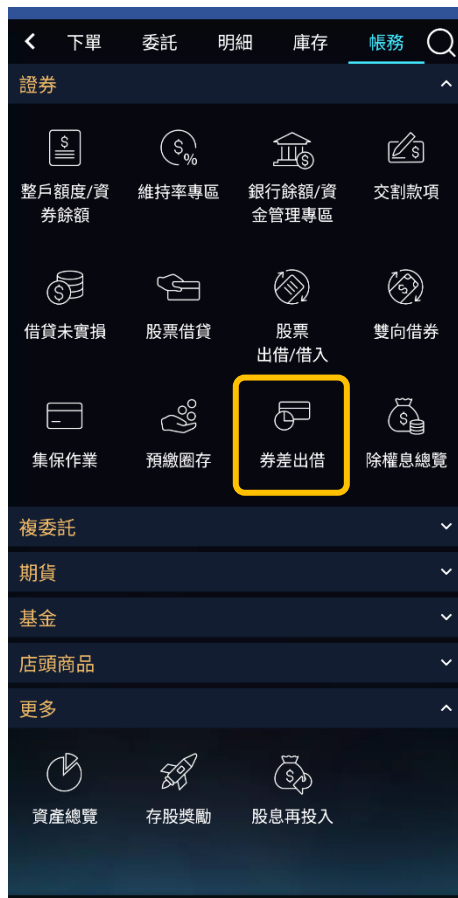 下單 委託 明細 庫存 帳務
證券
整戶額度/資 維持率專區 銀行餘額/資 交割款項
券餘額 金管理專區
借貸未實損 股票借貸 股票 雙向借券
出借/借入
集保作業 預繳圈存 券差出借 除權息總覽
複委託
期貨
基金
店頭商品
更多
資產總覽 存股獎勵 股息再投入